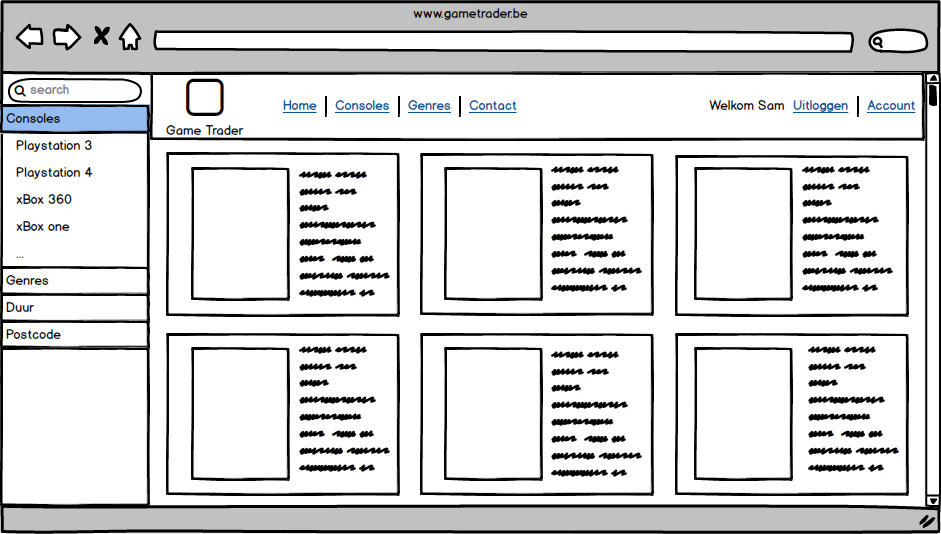 www.gametrader.be
search
Consoles
Playstation 3
Playstation 4
xBox 360
xBox one
...
Genres
Duur
Postcode
Game Trader
Home Consoles Genres Contact
Welkom Sam Uitloggen Account